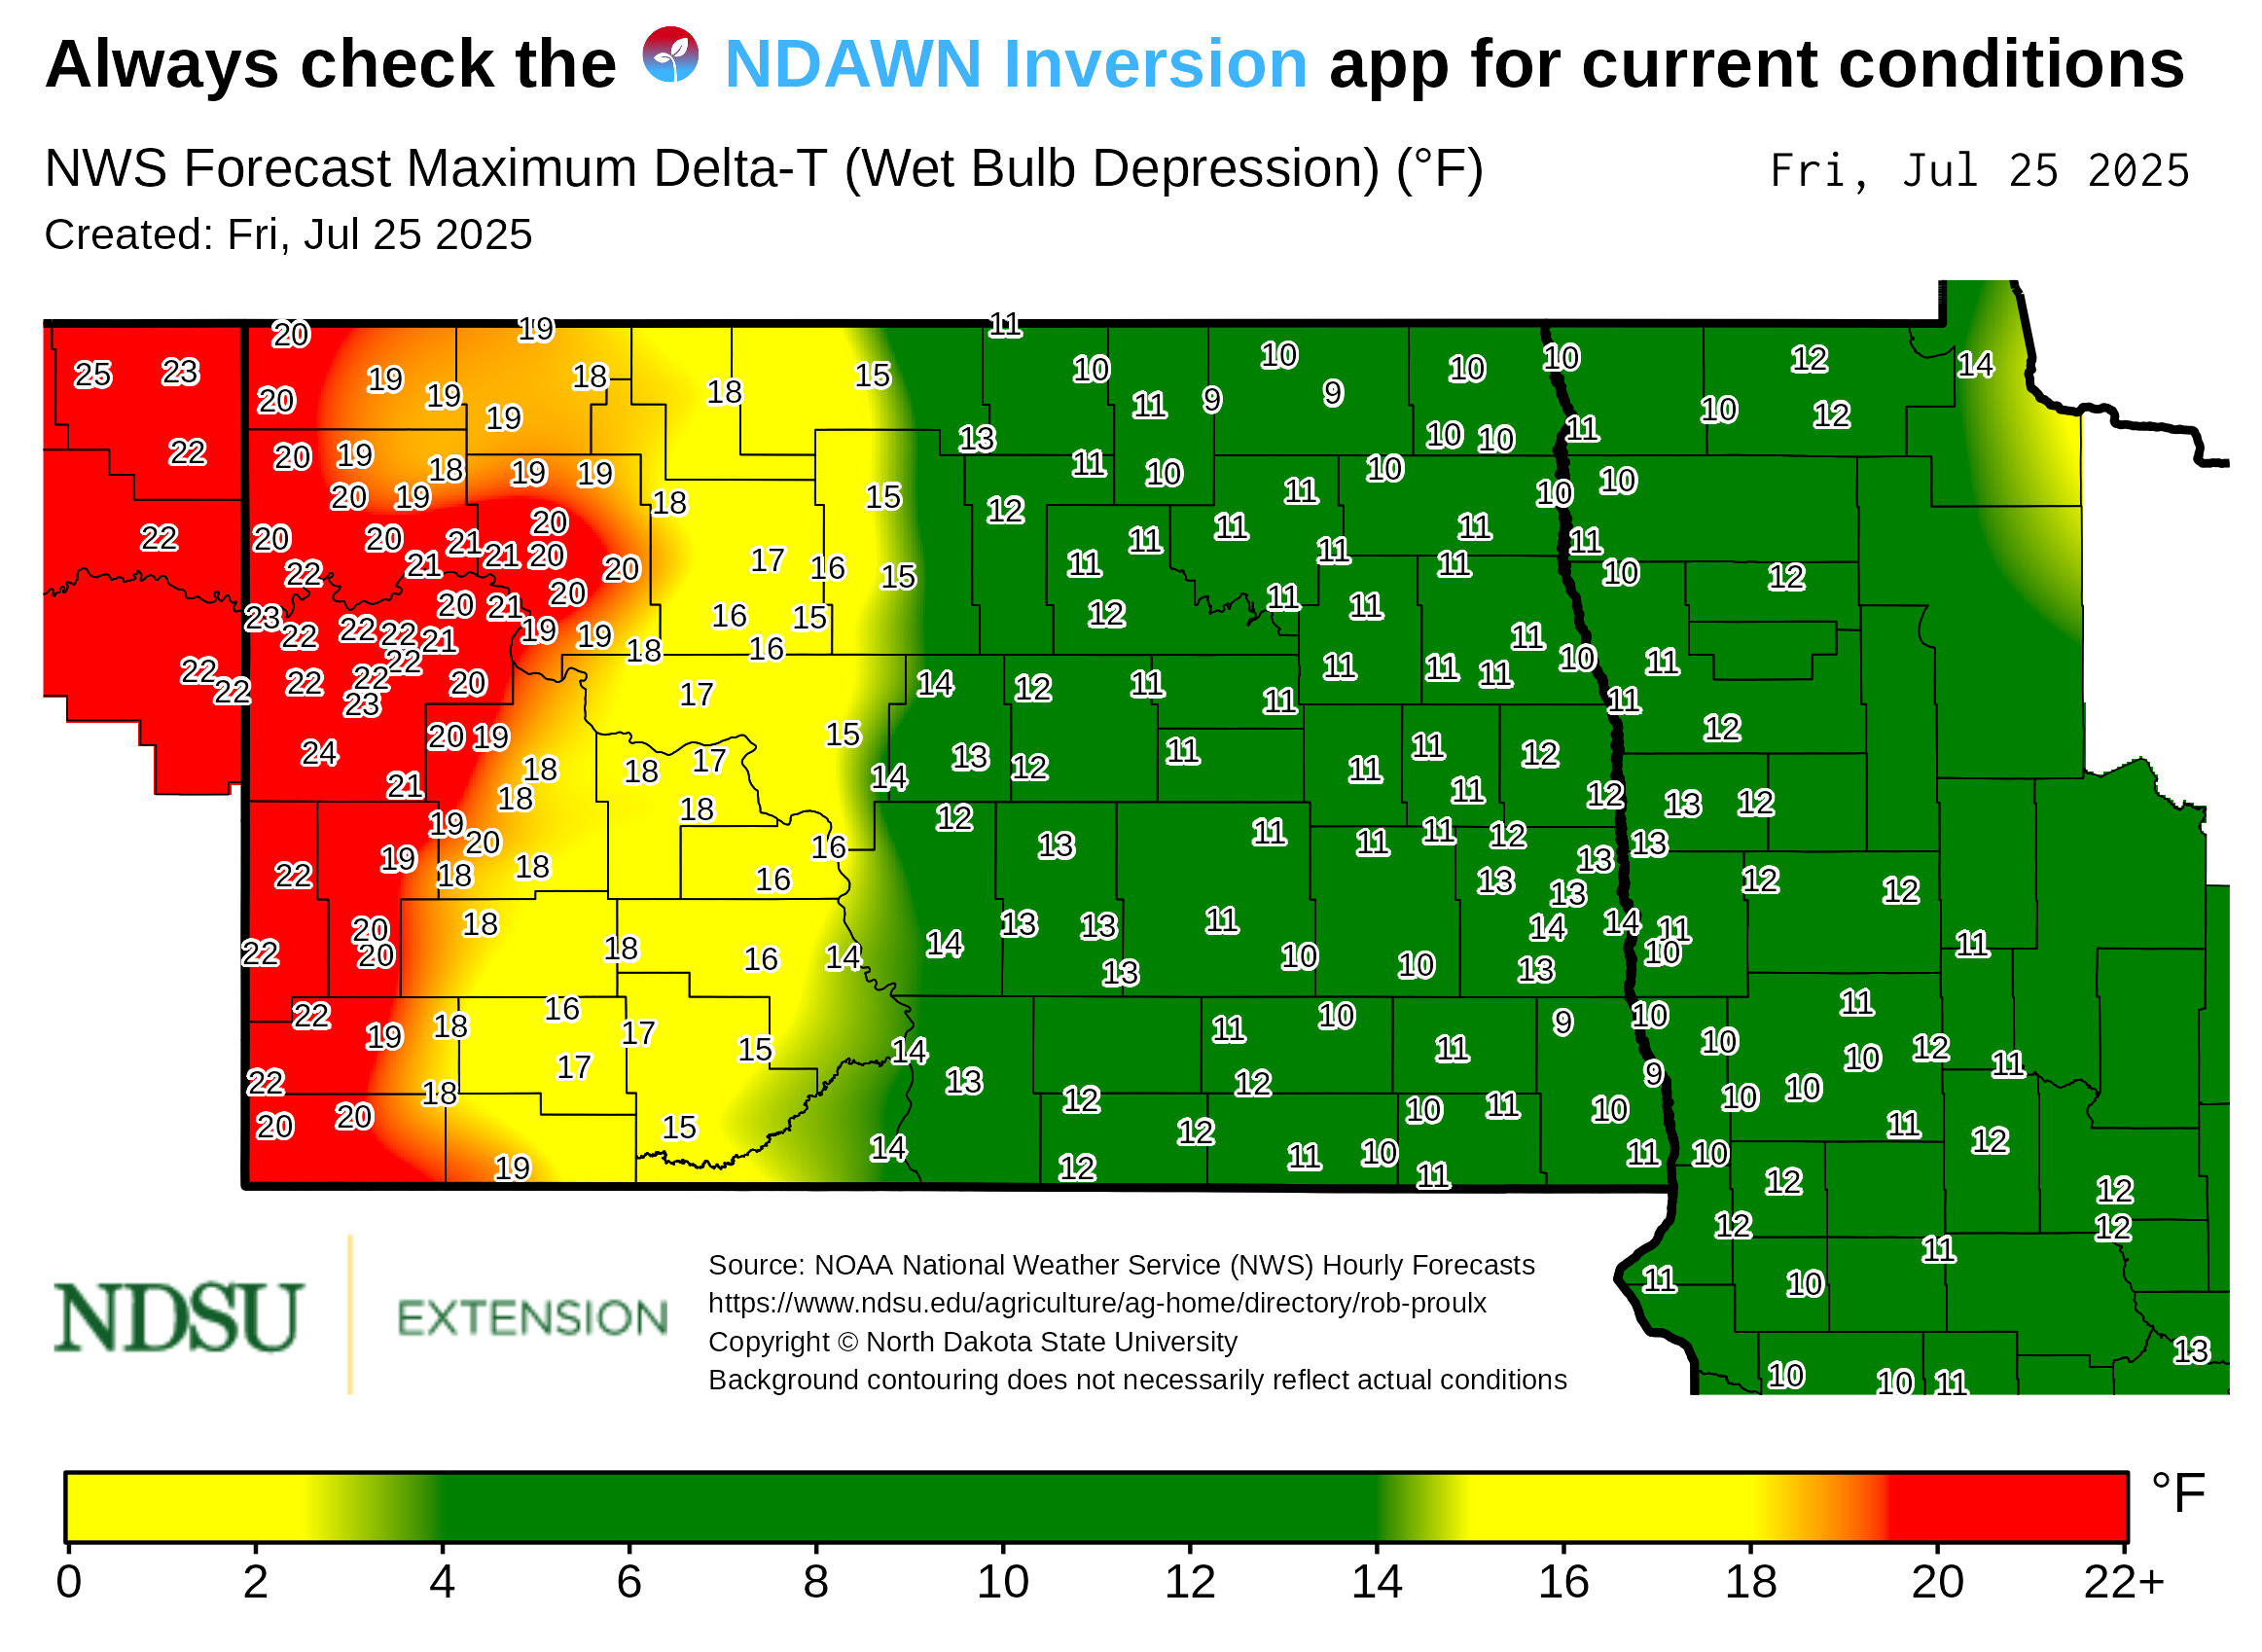 Always check the NDAWN Inversion app for current conditions
NWS Forecast Maximum Delta-T (Wet Bulb Depression) (°F) Fri, Jul 25 2025
Created: Fri, Jul 25 2025
20 19 11
25 23 19 18 15 10 10 10 10 12 14
20 19 18 11 9 9 10 12
19 13 10 10 11
22 20 19 18 19 19 11 10 10
20 19 18 15 12 11 10 10
22 20 20 21 20 11 11 11 11
21 21 20 20 17 16 15 11 11 11 10 12
22 20 21 20 11 11
23 22 22 22 21 19 19 18 16 15 12 11
22 22 22 16 11 11 11 10 11
22 22 23 20 17 14 12 11 11 11
24 20 19 15 13 12 11 11 12 12
21 18 18 17 14 11 11
19 18 18 12 12 13 12
19 20 16 13 11 11 11 12 13 13
22 18 18 16 13 13 12 12
22 20 20 18 18 16 14 14 13 13 11 14 14 11 11
13 10 10 13 10
22 19 18 16 17 15 14 11 10 11 9 10 10 11
22 18 17 13 12 9 10 12 11
20 20 15 12 10 11 10 10 10 11
19 14 12 12 11 10 11 11 10 12
12 12
12 12
11 11
10
NDSU EXTENSION
Source: NOAA National Weather Service (NWS) Hourly Forecasts
https://www.ndsu.edu/agriculture/ag-home/directory/rob-proulx
Copyright © North Dakota State University
Background contouring does not necessarily reflect actual conditions
13
10 10 11
°F
0 2 4 6 8 10 12 14 16 18 20 22+